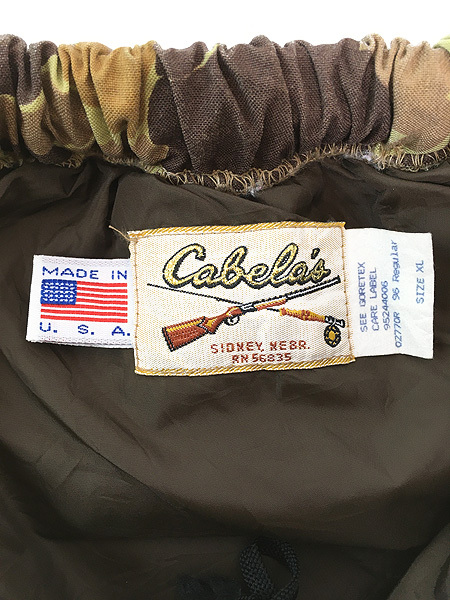 MADE IN
U. S. A.
Cabela's
SIDNEY, NEBR.
RN 56835
SEE GORETEX
CARE LABEL
95244006
02770R 96 Regular
SIZE XL